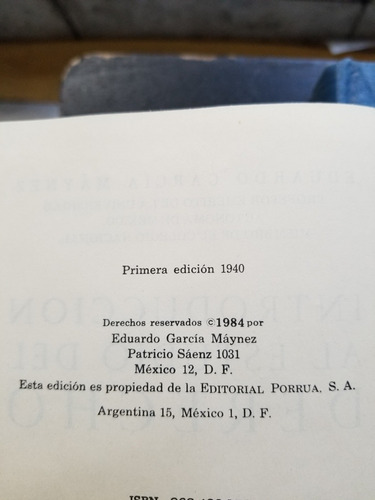 Primera edición 1940
Derechos reservados © 1984 por
Eduardo García Máynez
Patricio Sáenz 1031
México 12, D. F.
Esta edición es propiedad de la EDITORIAL PORRUA. S. A.
Argentina 15, México 1, D. F.
ISBN